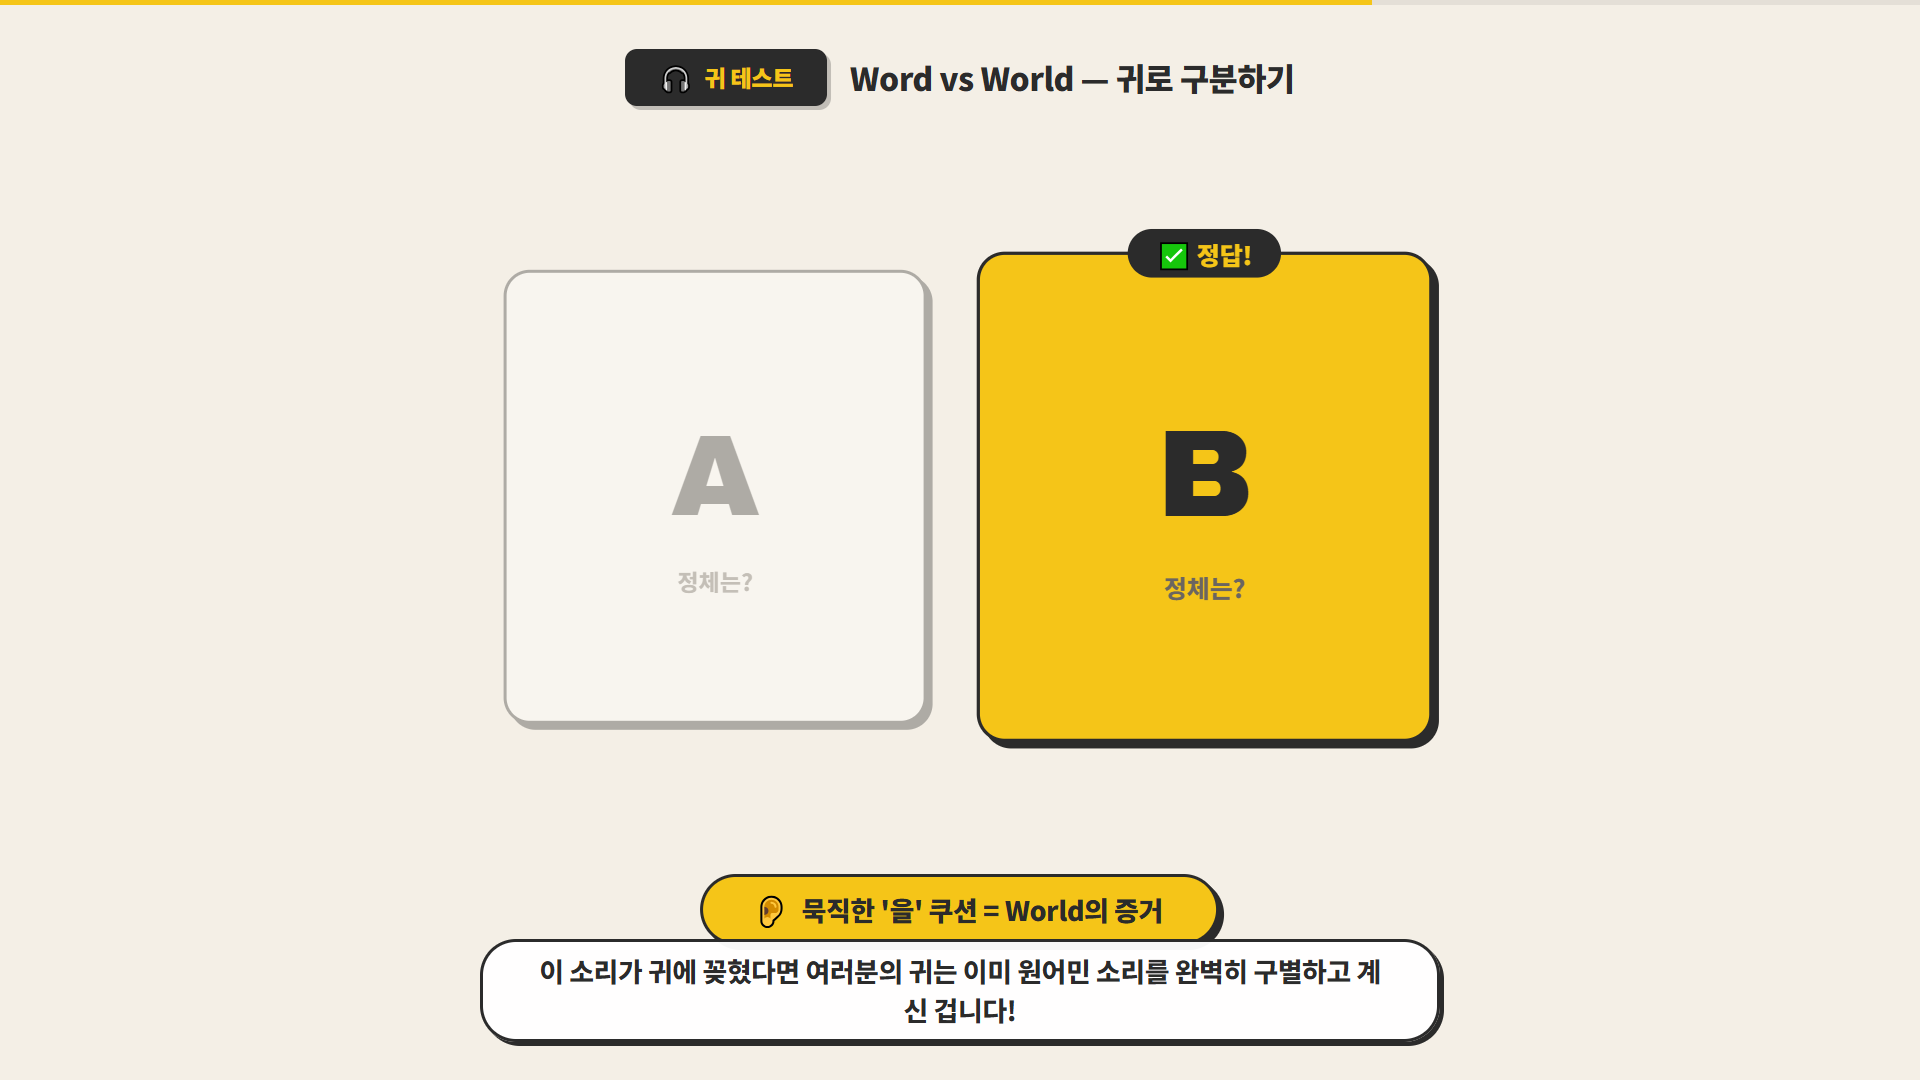 🎧 귀 테스트 Word vs World — 귀로 구분하기
✅ 정답!
A
정체는?
B
정체는?
👂 묵직한 '을' 쿠션 = World의 증거
이 소리가 귀에 꽂혔다면 여러분의 귀는 이미 원어민 소리를 완벽히 구별하고 계
신 겁니다!